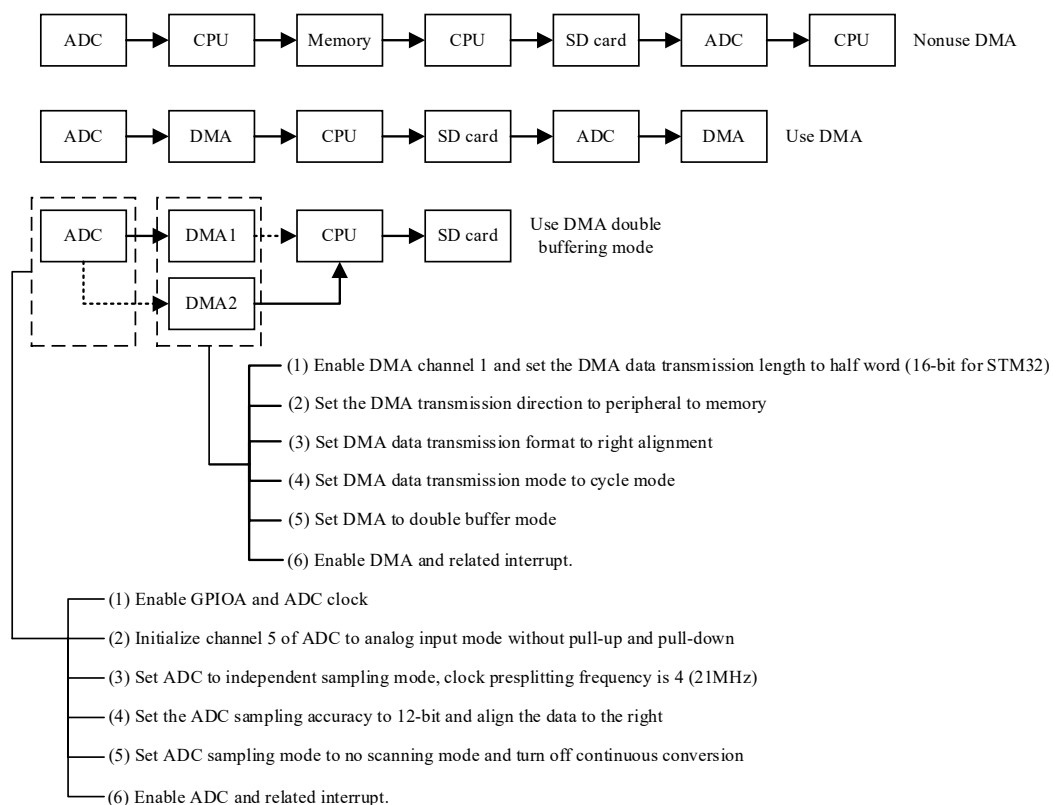 ADC CPU Memory CPU SD card ADC CPU Nonuse DMA
ADC DMA CPU SD card ADC DMA Use DMA
ADC DMA1 CPU SD card Use DMA double
buffering mode
DMA2
(1) Enable DMA channel 1 and set the DMA data transmission length to half word (16-bit for STM32)
(2) Set the DMA transmission direction to peripheral to memory
(3) Set DMA data transmission format to right alignment
(4) Set DMA data transmission mode to cycle mode
(5) Set DMA to double buffer mode
(6) Enable DMA and related interrupt.
(1) Enable GPIOA and ADC clock
(2) Initialize channel 5 of ADC to analog input mode without pull-up and pull-down
(3) Set ADC to independent sampling mode, clock presplitting frequency is 4 (21MHz)
(4) Set the ADC sampling accuracy to 12-bit and align the data to the right
(5) Set ADC sampling mode to no scanning mode and turn off continuous conversion
(6) Enable ADC and related interrupt.